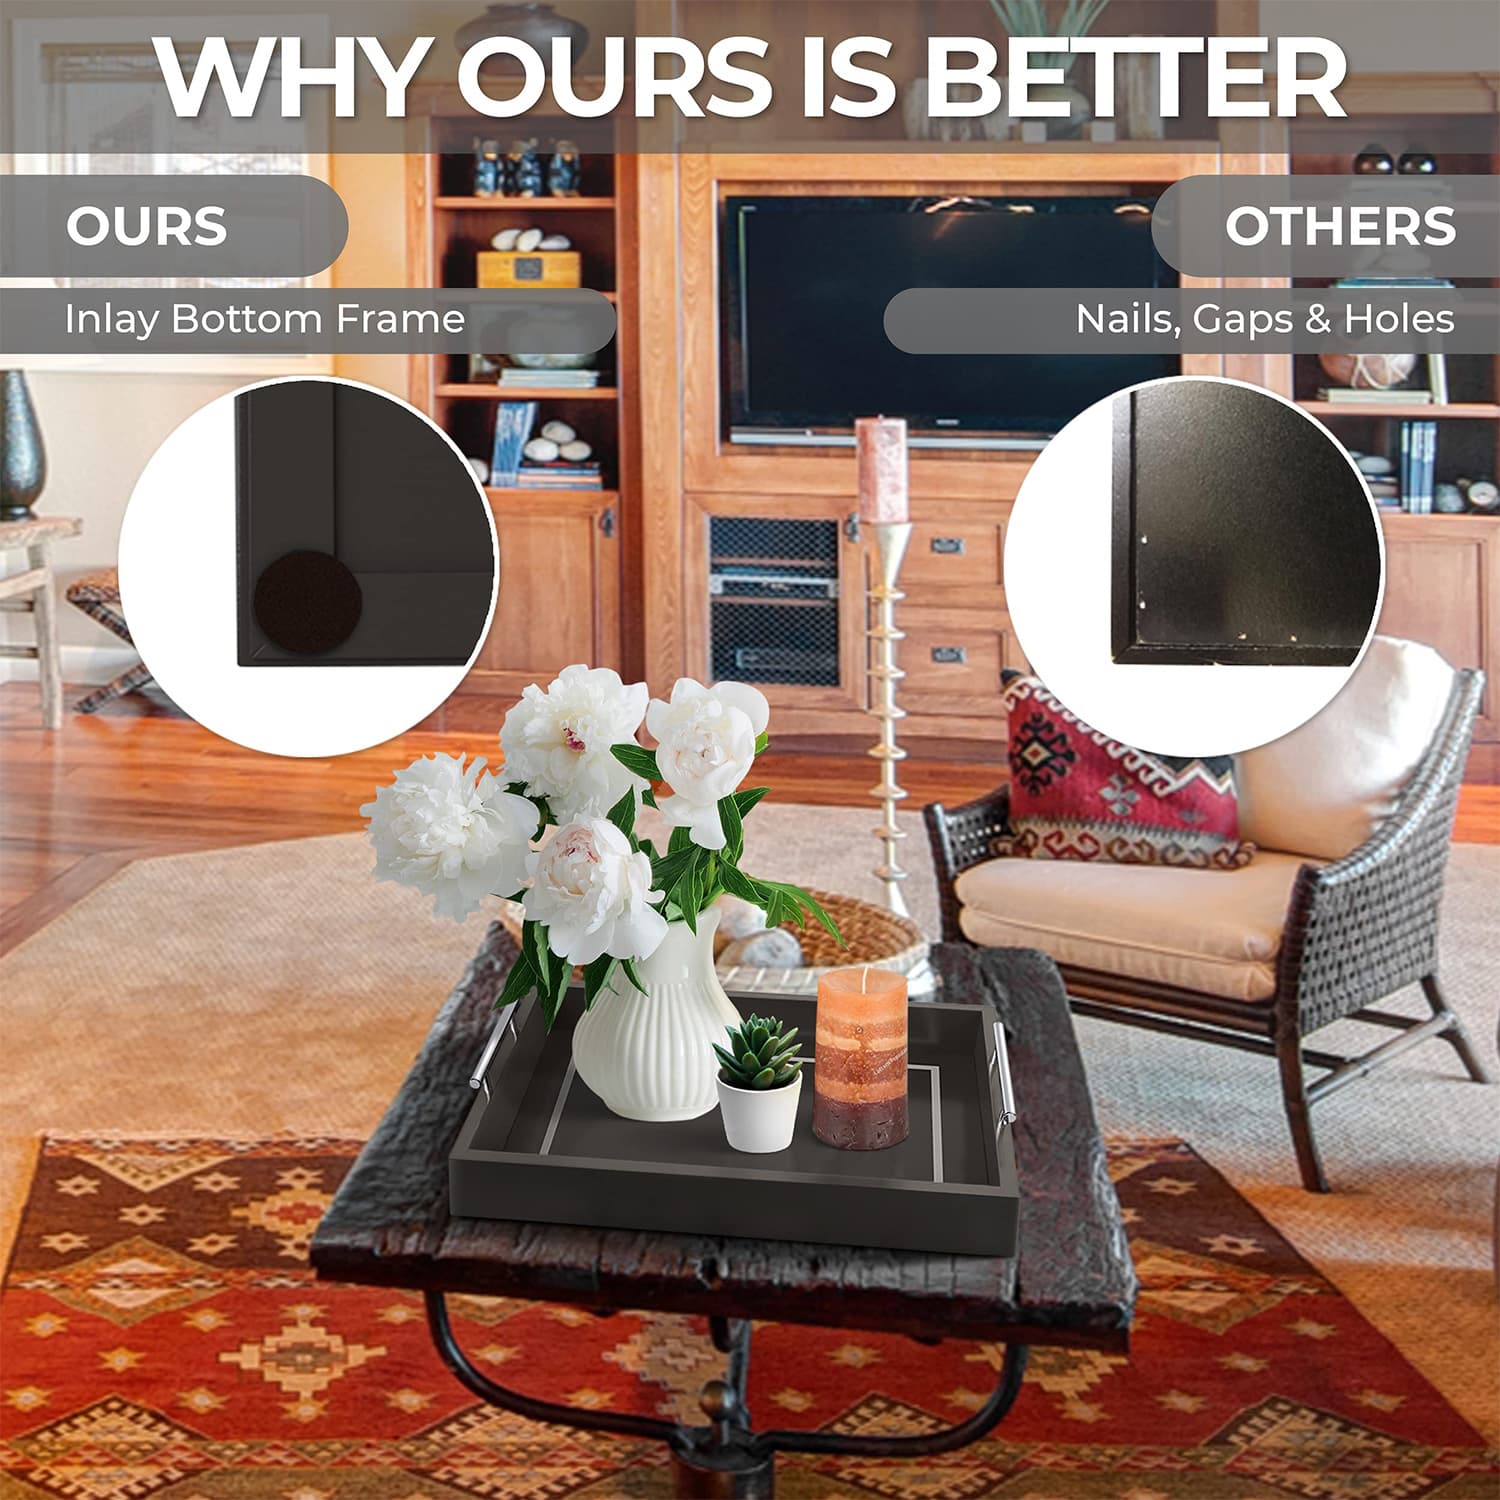 WHY OURS IS BETTER
OURS
OTHERS
Inlay Bottom Frame
Nails, Gaps & Holes